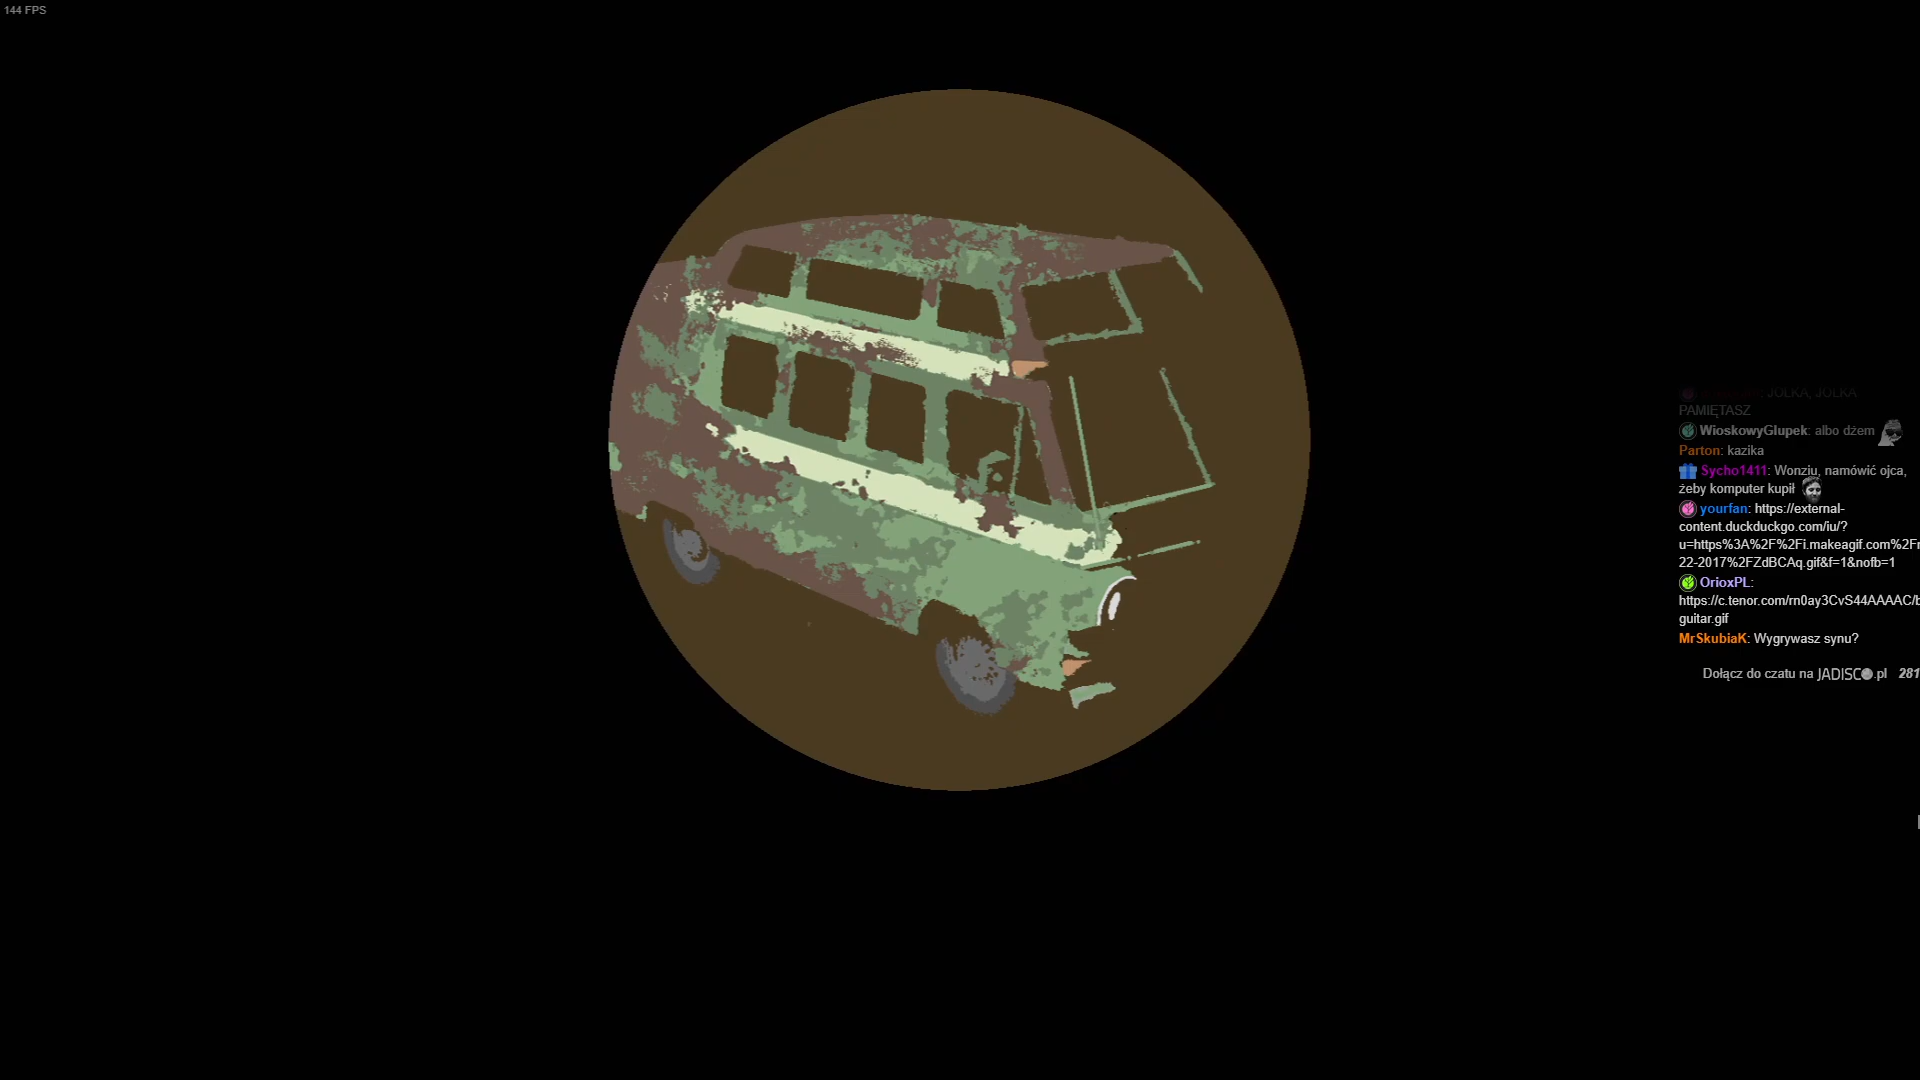 144 FPS
: JOLKA, JOLKA
PAMIĘTASZ
WioskowyGlupek: albo dżem
Parton: kazika
Sycho1411: Wonziu, namówić ojca,
żeby komputer kupił
yourfan: https://external-
content.duckduckgo.com/iu/?
u=https%3A%2F%2Fi.makeagif.com%2F
22-2017%2FZdBCAq.gif&f=1&nofb=1
OrioxPL:
https://c.tenor.com/rn0ay3CvS44AAAAC/b
guitar.gif
MrSkubiaK: Wygrywasz synu?
Dołącz do czatu na JADISCO.pl 281